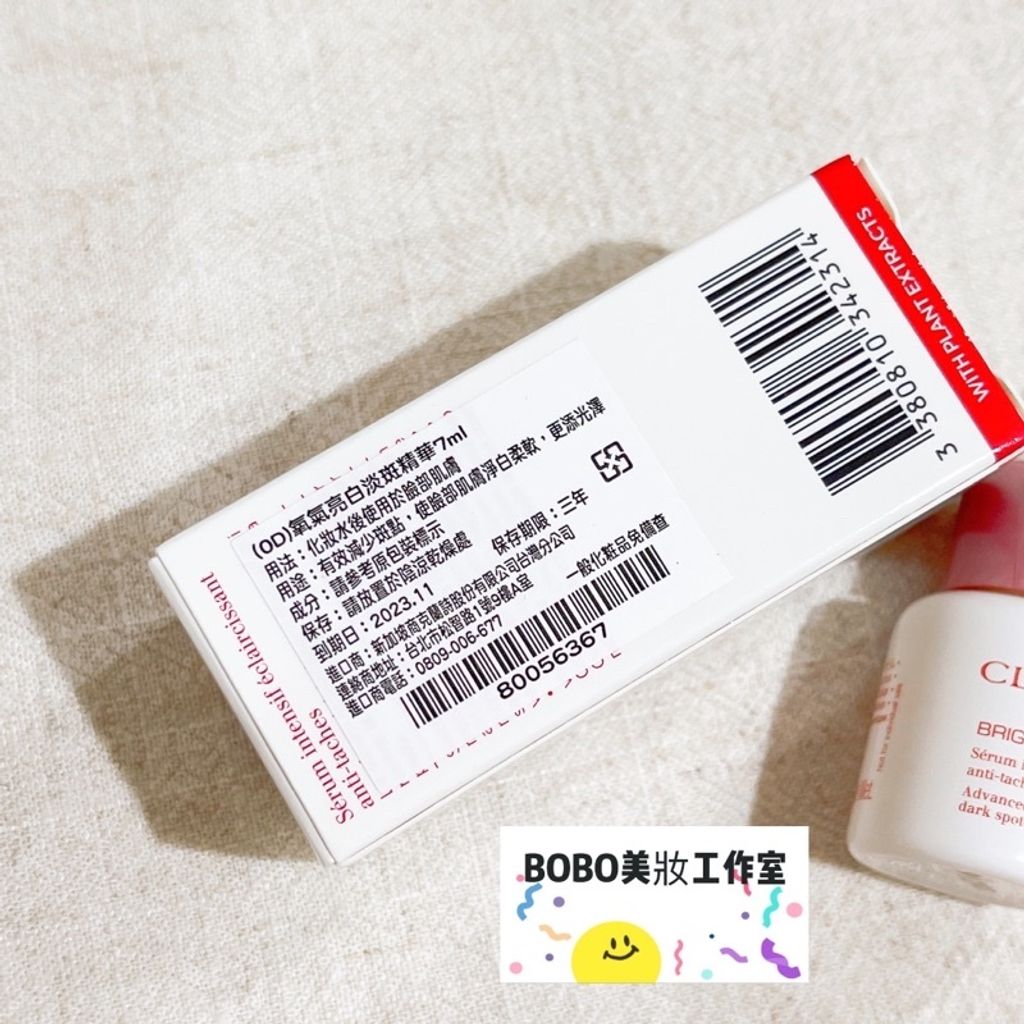 WITH PLANT EXTRACTS
3 380810 342314
(OD)氧氣亮白淡斑精華7ml
用法：化妝水後使用於臉部肌膚
用途：有效減少斑點，使臉部肌膚淨白柔軟，更添光澤
成分：請參考原包裝標示
保存：請放置於陰涼乾燥處 保存期限：三年
到期日：2023.11
進口商：新加坡商克蘭詩股份有限公司台灣分公司
連絡商地址：台北市松智路1號9樓A室 一般化粧品免備查
進口商電話：0809-006-677
80056367
Sérum intensif éclaircissant
anti-taches
CL
BRIG
Sérum i
anti-tach
Advanced
dark spot
Not for individual sale
BOBO美妝工作室